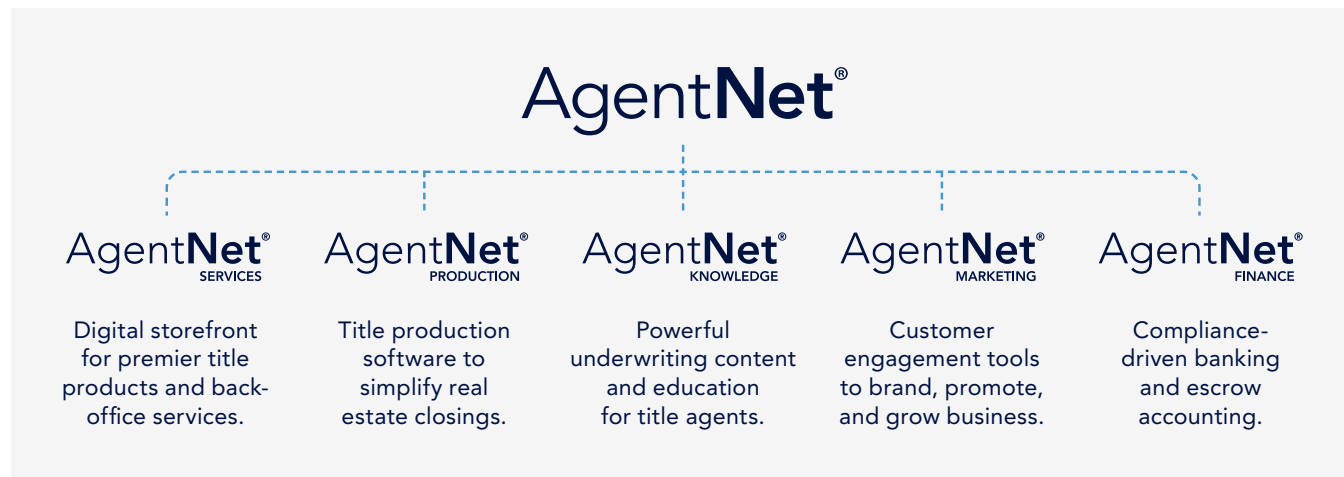 AgentNet®
AgentNet®
SERVICES
Digital storefront
for premier title
products and back-
office services.
AgentNet®
PRODUCTION
Title production
software to
simplify real
estate closings.
AgentNet®
KNOWLEDGE
Powerful
underwriting content
and education
for title agents.
AgentNet®
MARKETING
Customer
engagement tools
to brand, promote,
and grow business.
AgentNet®
FINANCE
Compliance-
driven banking
and escrow
accounting.